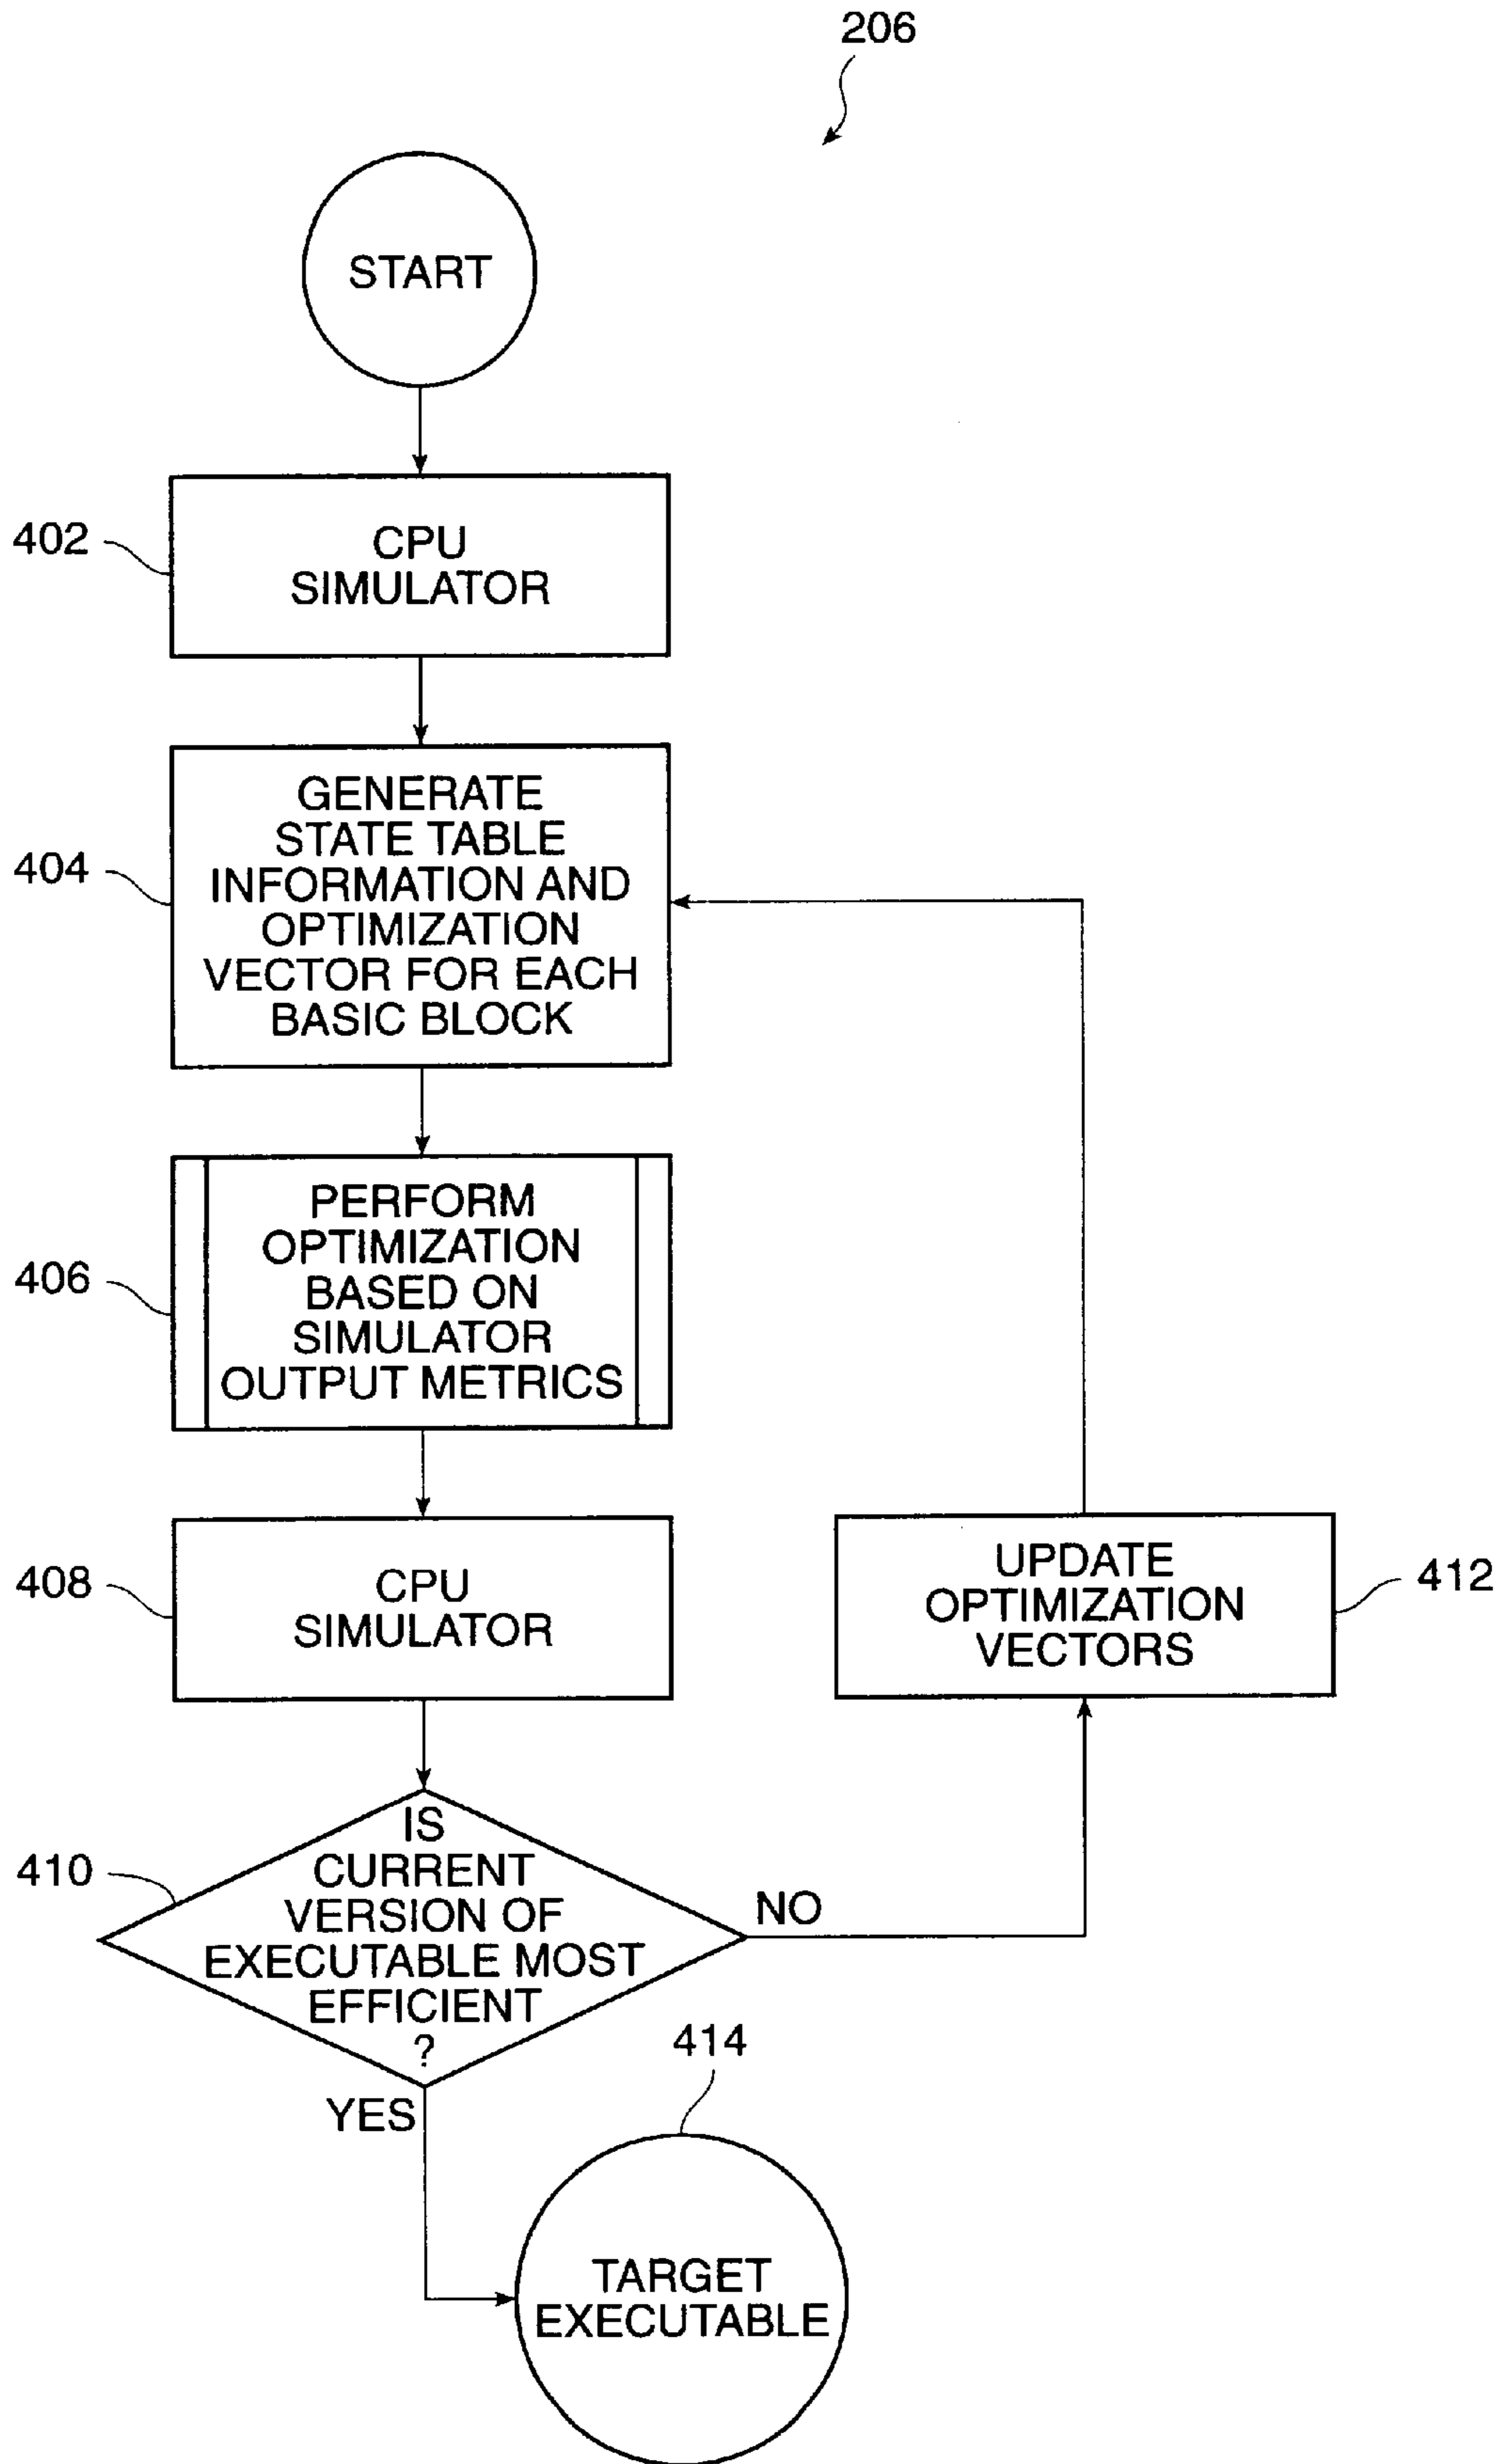 206
START
402
CPU
SIMULATOR
404
GENERATE
STATE TABLE
INFORMATION AND
OPTIMIZATION
VECTOR FOR EACH
BASIC BLOCK
406
PERFORM
OPTIMIZATION
BASED ON
SIMULATOR
OUTPUT METRICS
408
CPU
SIMULATOR
UPDATE
OPTIMIZATION
VECTORS
412
410
IS
CURRENT
VERSION OF
EXECUTABLE MOST
EFFICIENT
?
NO
YES
414
TARGET
EXECUTABLE